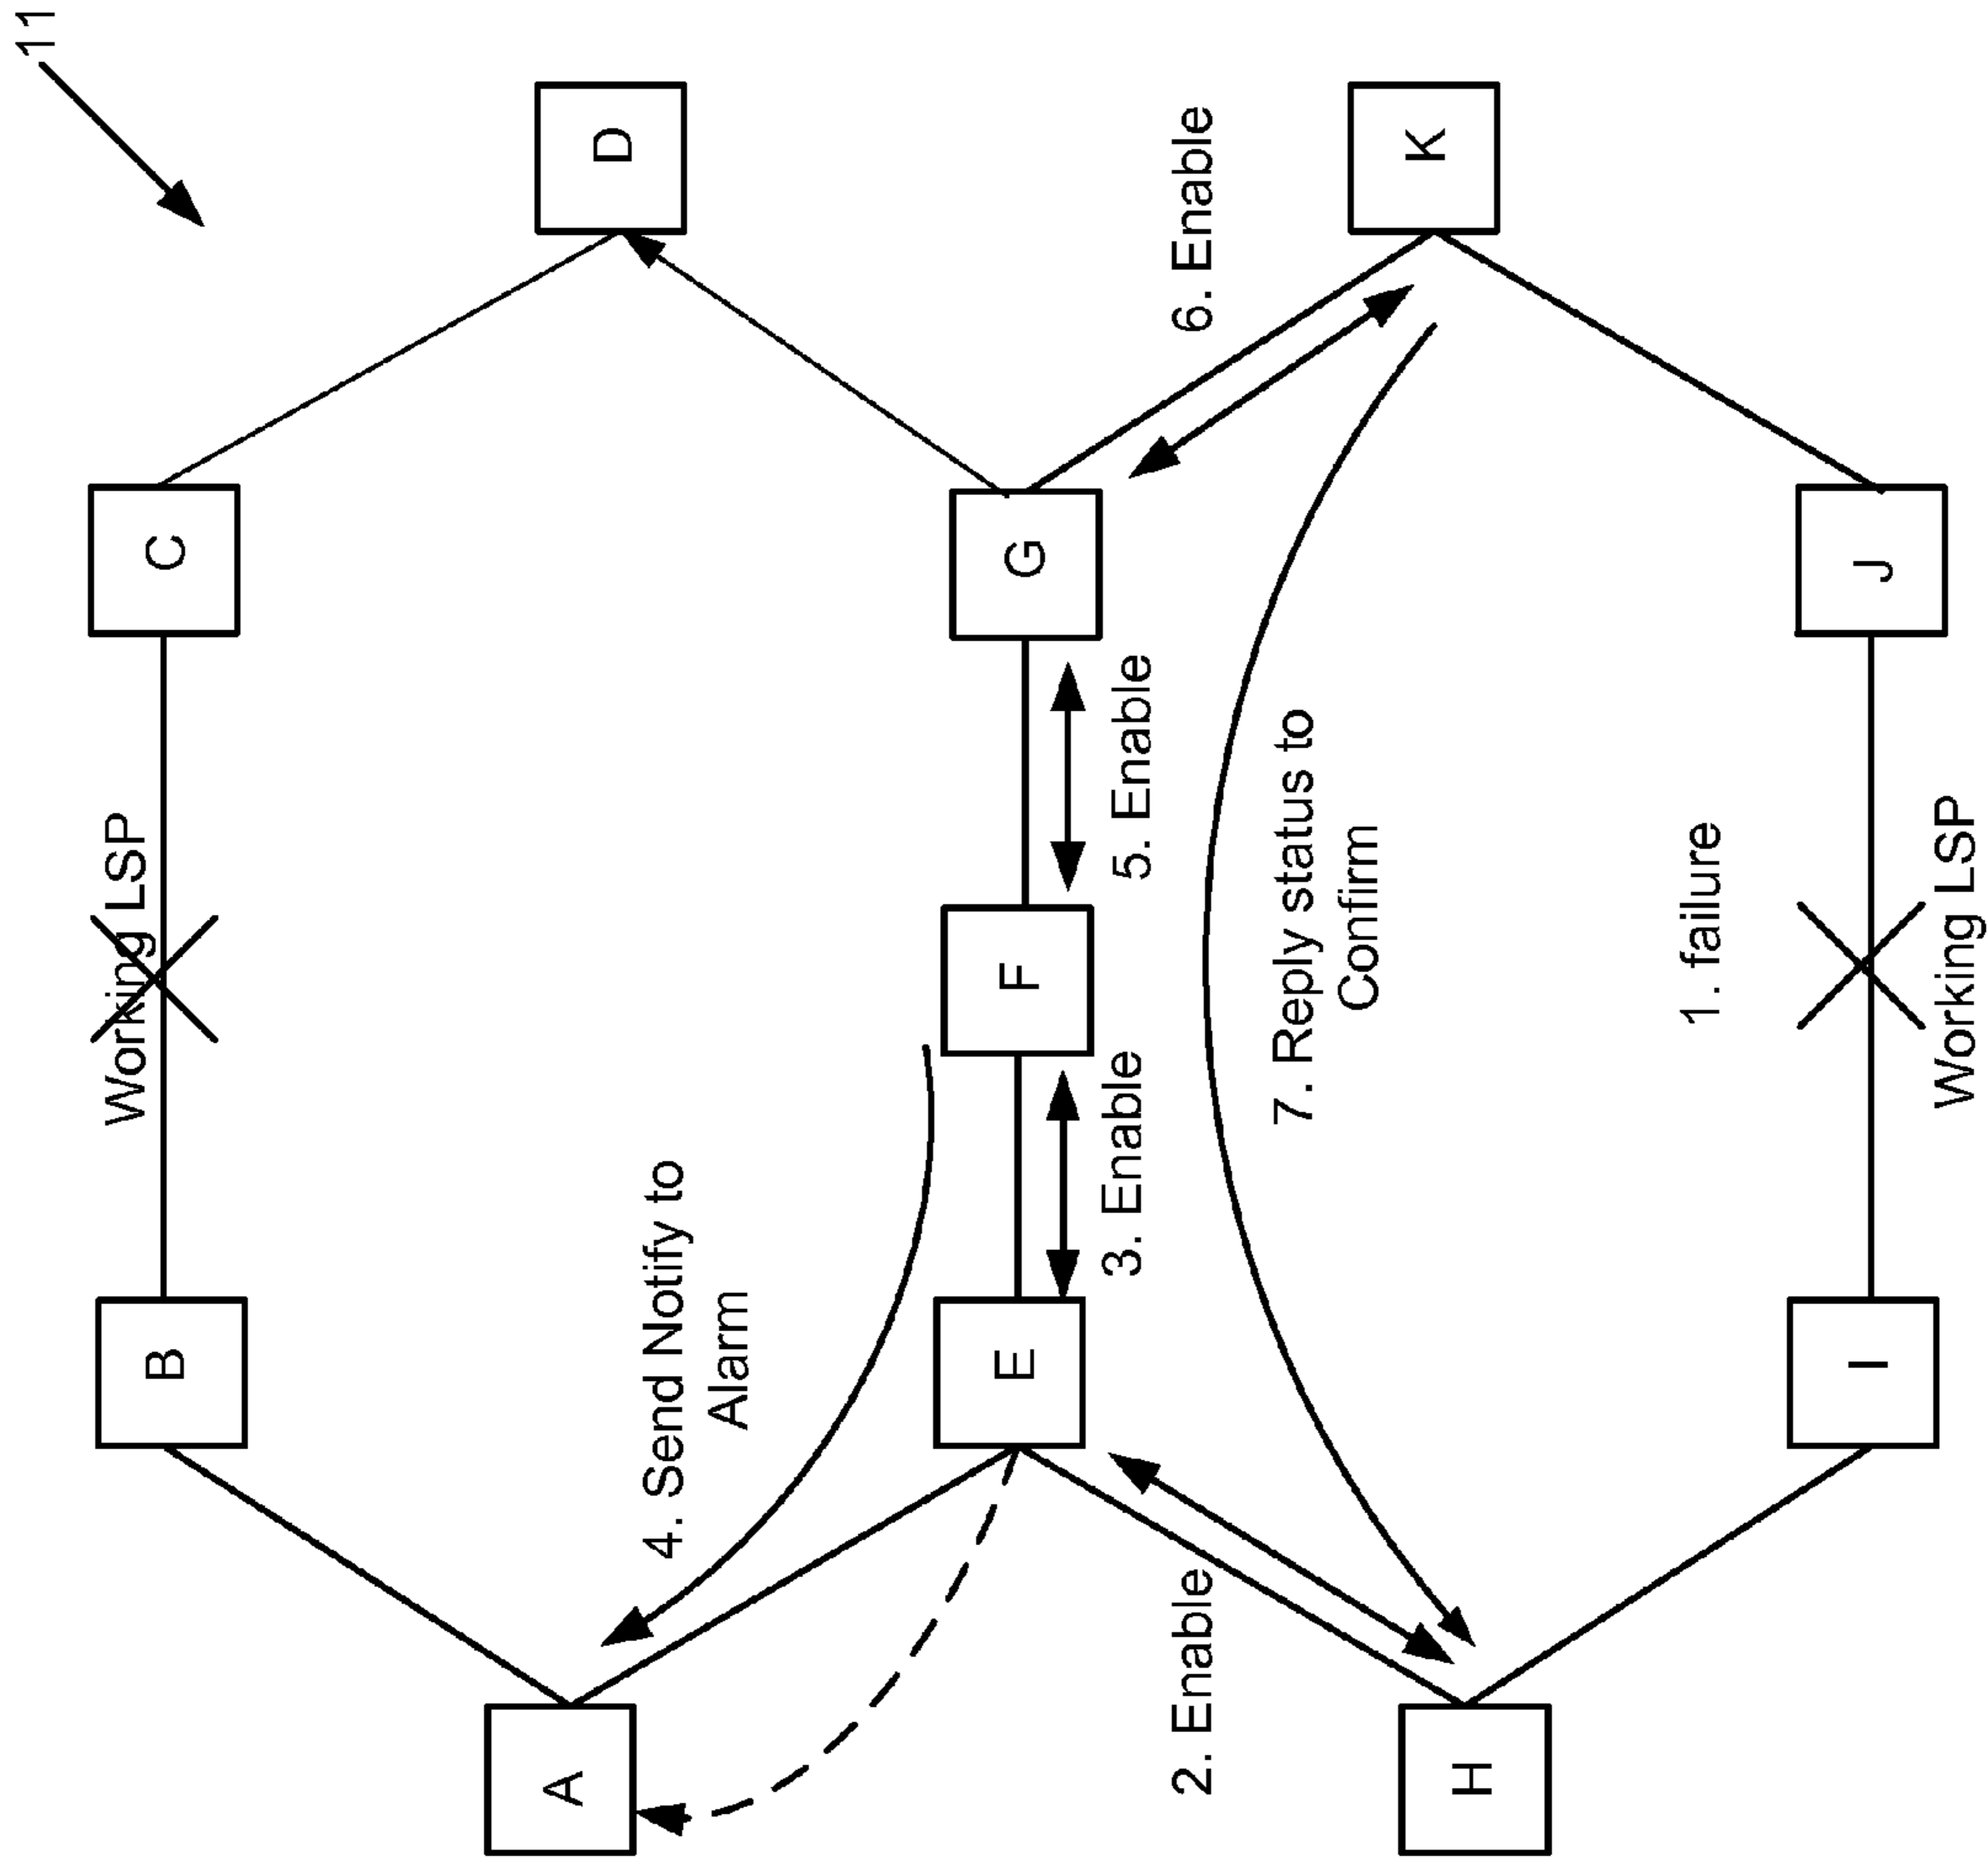 11
A
B
C
D
Working LSP
4. Send Notify to
Alarm
E
F
G
3. Enable
5. Enable
2. Enable
6. Enable
7. Reply status to
Confirm
H
I
J
K
1. failure
Working LSP